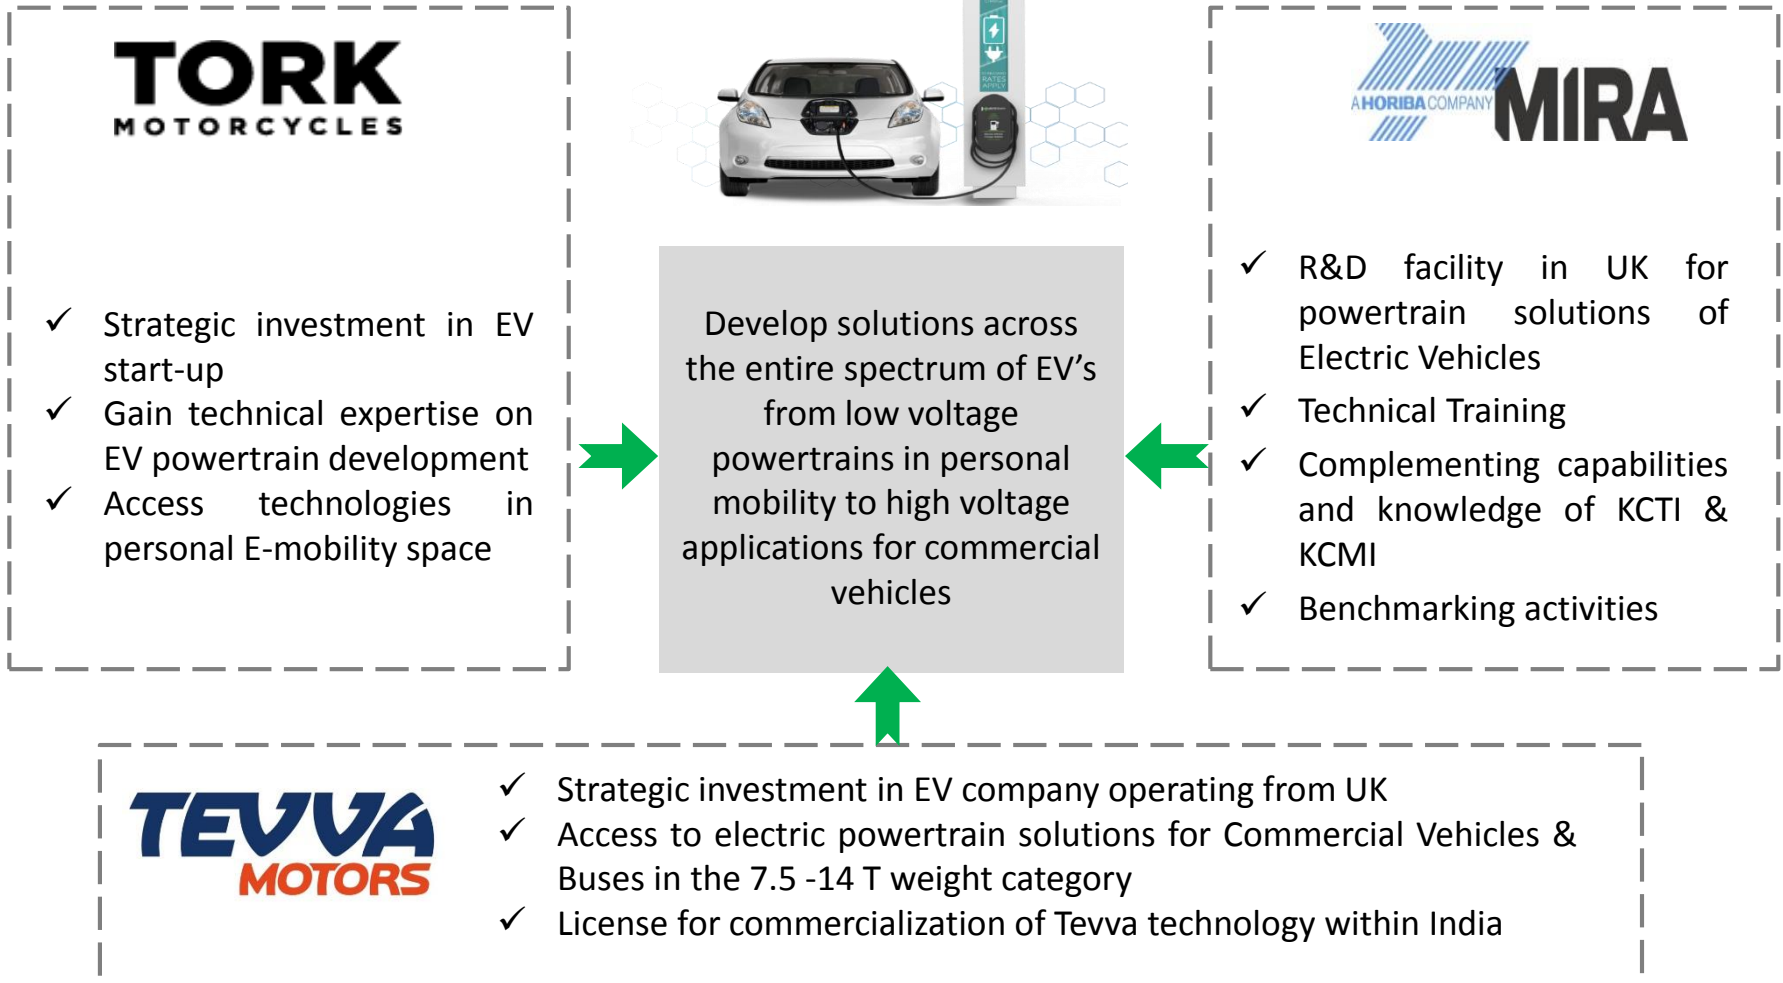 TORK
MOTORCYCLES
Strategic investment in EV
start-up
Gain technical expertise on
EV powertrain development
Access technologies in
personal E-mobility space
RATES
APPLY
Develop solutions across
the entire spectrum of EV’s
from low voltage
powertrains in personal
mobility to high voltage
applications for commercial
vehicles
A HORIBA COMPANY
MIRA
R&D facility in UK for
powertrain solutions of
Electric Vehicles
Technical Training
Complementing capabilities
and knowledge of KCTI &
KCMI
Benchmarking activities
TEVVA
MOTORS
Strategic investment in EV company operating from UK
Access to electric powertrain solutions for Commercial Vehicles &
Buses in the 7.5 -14 T weight category
License for commercialization of Tevva technology within India